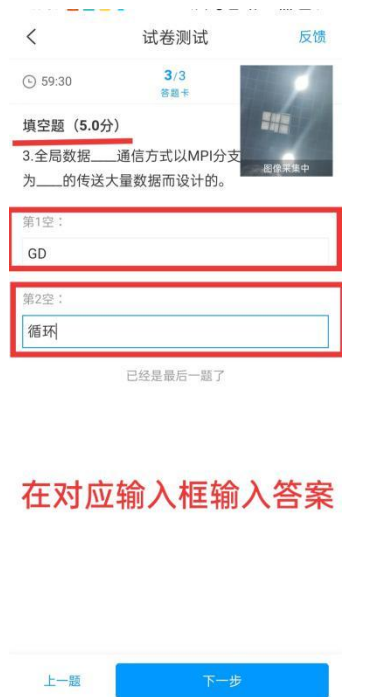 试卷测试
反馈
59:30
3/3
答题卡
填空题（5.0分）
3.全局数据____通信方式以MPI分支
为____的传送大量数据而设计的。
图像采集中
第1空：
GD
第2空：
循环
已经是最后一题了
在对应输入框输入答案
上一题
下一步